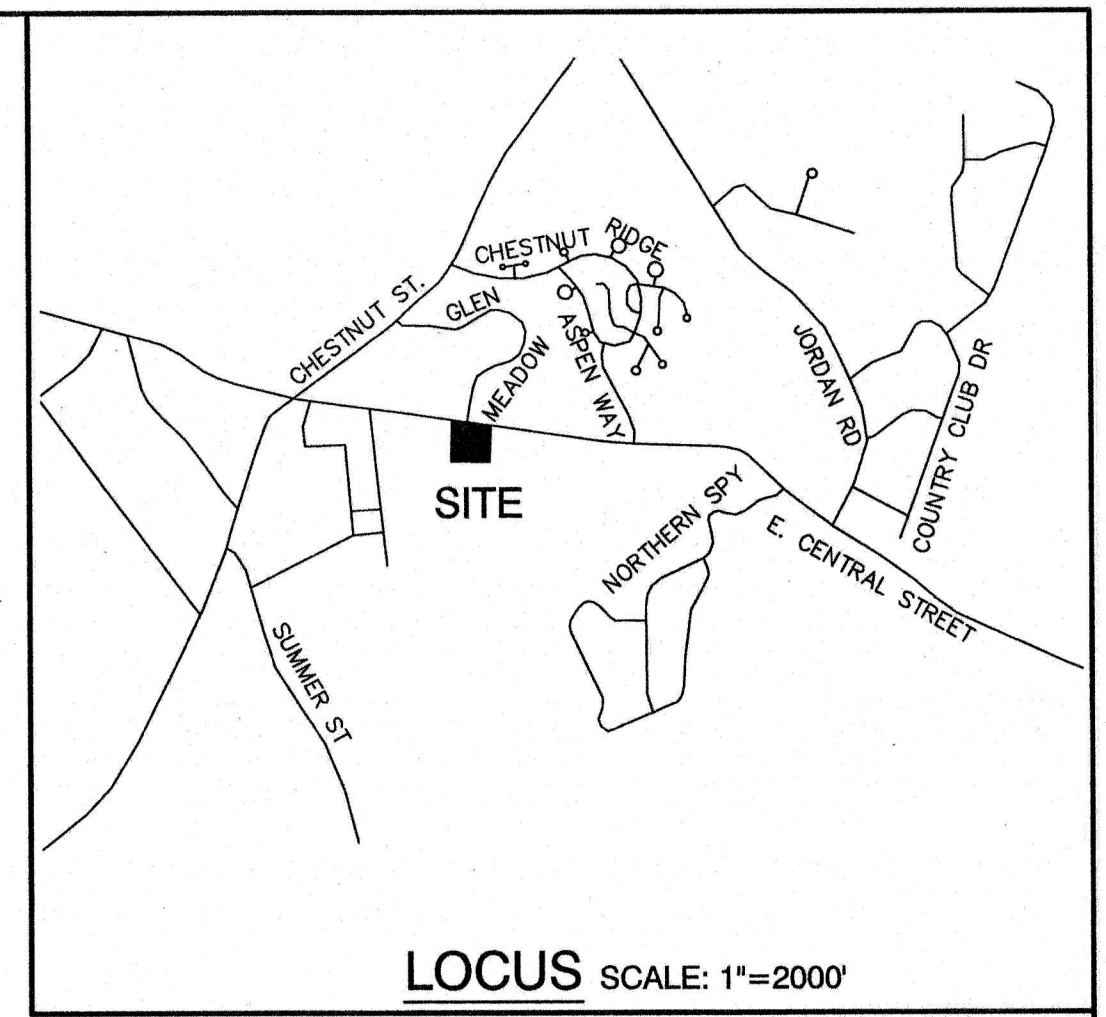 CHESTNUT RIDGE
CHESTNUT ST.
GLEN MEADOW
ASPEN WAY
JORDAN RD
COUNTRY CLUB DR
SITE
NORTHERN SPY
E. CENTRAL STREET
SUMMER ST
LOCUS SCALE: 1"=2000'